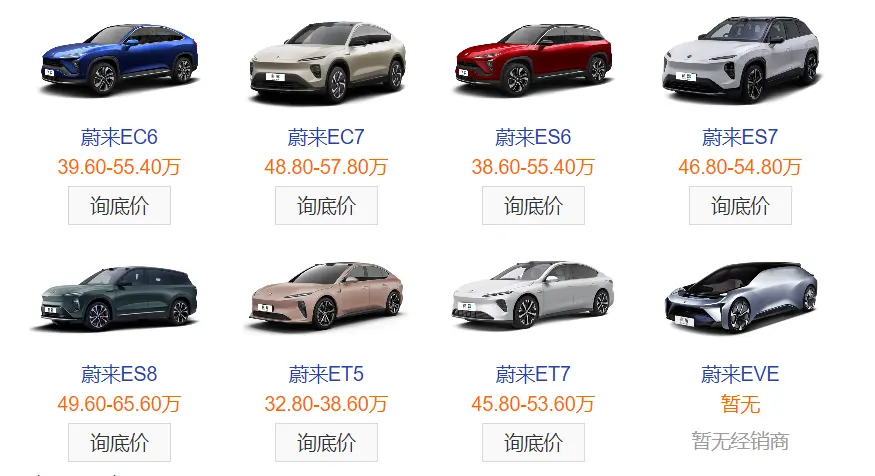 蔚来EC6 蔚来EC7 蔚来ES6 蔚来ES7
39.60-55.40万 48.80-57.80万 38.60-55.40万 46.80-54.80万
询底价 询底价 询底价 询底价
蔚来ES8 蔚来ET5 蔚来ET7 蔚来EVE
49.60-65.60万 32.80-38.60万 45.80-53.60万 暂无
询底价 询底价 询底价 暂无经销商